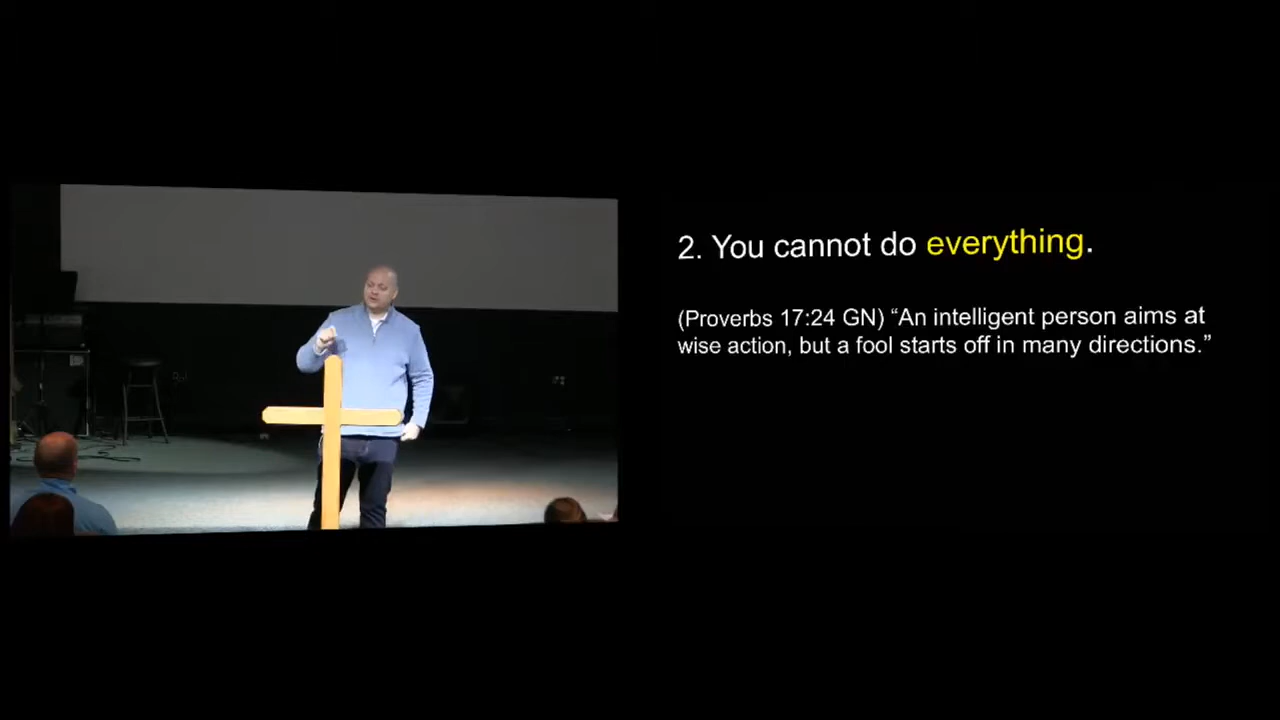 2. You cannot do everything.
(Proverbs 17:24 GN) “An intelligent person aims at
wise action, but a fool starts off in many directions.”